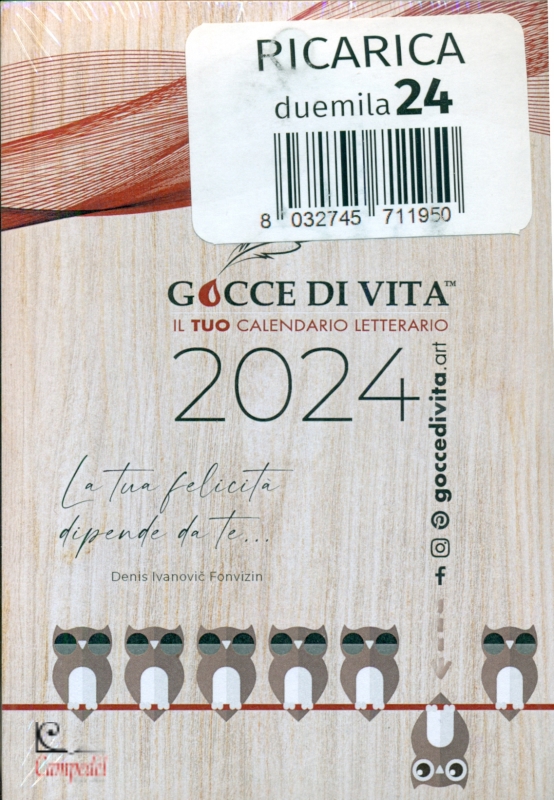 RICARICA
duemila24
8 032745 711950
GOCCE DI VITA™
IL TUO CALENDARIO LETTERARIO
2024
goccedivita.art
La tua felicità
dipende da te...
Denis Ivanovič Fonvizin
Campedel